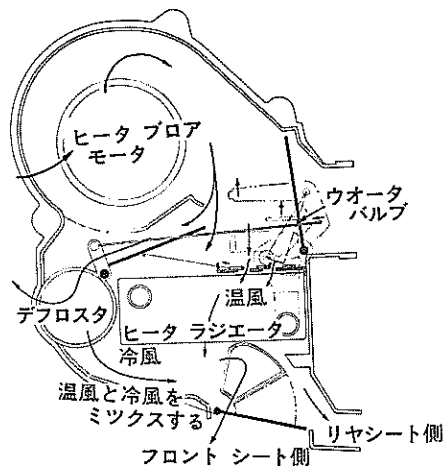 ヒータ ブロア
モータ
ウオータ
バルブ
デフロスタ
温風
ヒータ ラジエータ
冷風
温風と冷風を
ミツクスする
リヤシート側
フロント シート側